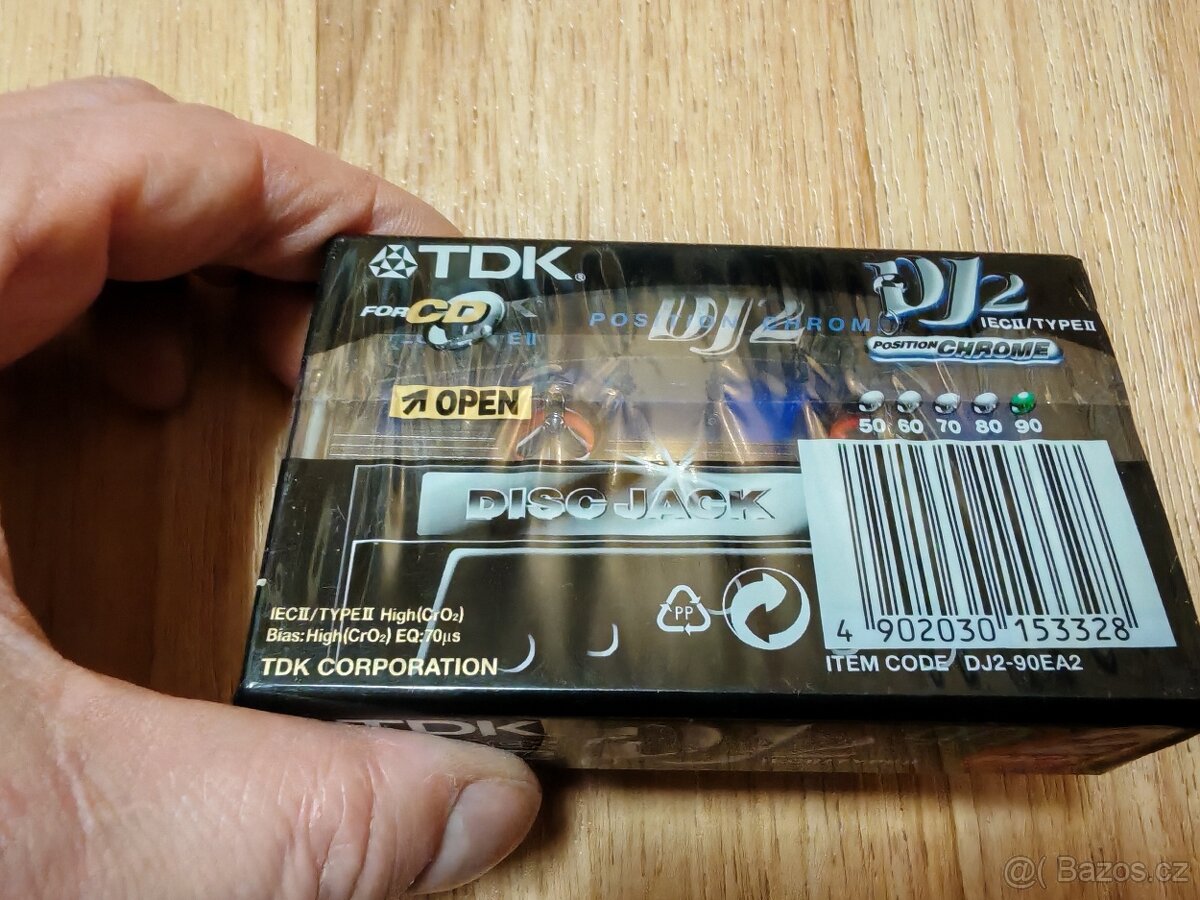 TDK
FOR CD
POSITION CHROME
DJ2
DJ2
IECII/TYPEII
POSITION CHROME
OPEN
50 60 70 80 90
DISC JACK
IECII/TYPEII High(CrO₂)
Bias:High(CrO₂) EQ:70μs
TDK CORPORATION
PP
4 902030 153328
ITEM CODE DJ2-90EA2
TDK
DJ2
@( Bazos.cz